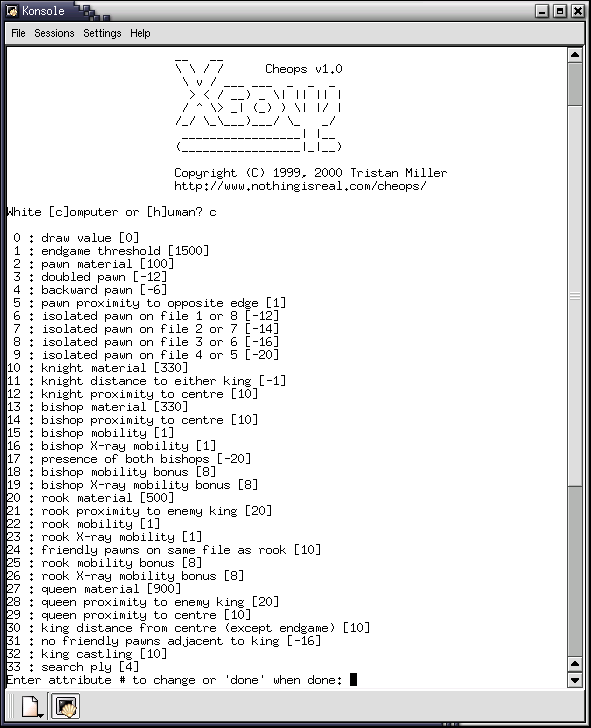 Konsole
File Sessions Settings Help
Cheops v1.0
Copyright (C) 1999, 2000 Tristan Miller
http://www.nothingisreal.com/cheops/
White [c]omputer or [h]uman? c
0 : draw value [0]
1 : endgame threshold [1500]
2 : pawn material [100]
3 : doubled pawn [-12]
4 : backward pawn [-6]
5 : pawn proximity to opposite edge [1]
6 : isolated pawn on file 1 or 8 [-12]
7 : isolated pawn on file 2 or 7 [-14]
8 : isolated pawn on file 3 or 6 [-16]
9 : isolated pawn on file 4 or 5 [-20]
10 : knight material [330]
11 : knight distance to either king [-1]
12 : knight proximity to centre [10]
13 : bishop material [330]
14 : bishop proximity to centre [10]
15 : bishop mobility [1]
16 : bishop X-ray mobility [1]
17 : presence of both bishops [-20]
18 : bishop mobility bonus [8]
19 : bishop X-ray mobility bonus [8]
20 : rook material [500]
21 : rook proximity to enemy king [20]
22 : rook mobility [1]
23 : rook X-ray mobility [1]
24 : friendly pawns on same file as rook [10]
25 : rook mobility bonus [8]
26 : rook X-ray mobility bonus [8]
27 : queen material [900]
28 : queen proximity to enemy king [20]
29 : queen proximity to centre [10]
30 : king distance from centre (except endgame) [10]
31 : no friendly pawns adjacent to king [-16]
32 : king castling [10]
33 : search ply [4]
Enter attribute # to change or 'done' when done: